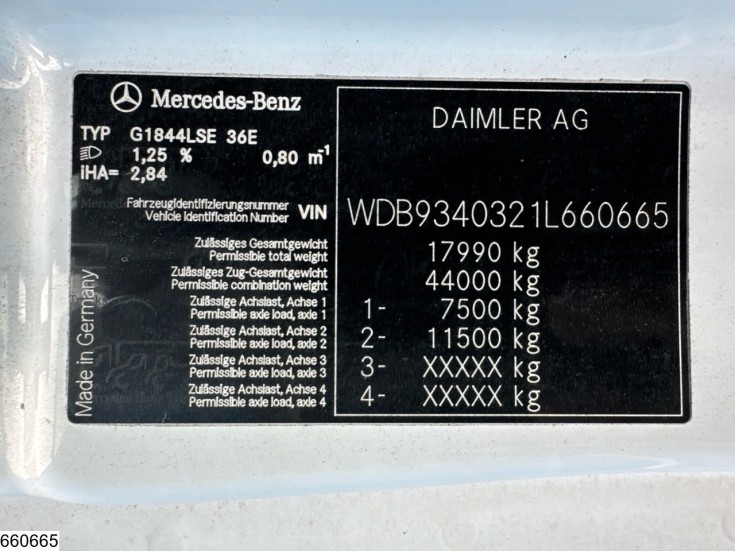 Mercedes-Benz
DAIMLER AG
TYP G1844LSE 36E
1,25 % 0,80 m⁻¹
iHA= 2,84
Fahrzeugidentifizierungsnummer
Vehicle Identification Number VIN WDB9340321L660665
Zulässiges Gesamtgewicht
Permissible total weight 17990 kg
Zulässiges Zug-Gesamtgewicht
Permissible combination weight 44000 kg
Zulässige Achslast, Achse 1
Permissible axle load, axle 1 1- 7500 kg
Zulässige Achslast, Achse 2
Permissible axle load, axle 2 2- 11500 kg
Zulässige Achslast, Achse 3
Permissible axle load, axle 3 3- XXXXX kg
Zulässige Achslast, Achse 4
Permissible axle load, axle 4 4- XXXXX kg
Made in Germany
660665